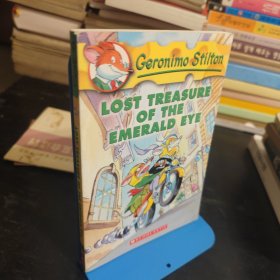 Geronimo Stilton
LOST TREASURE
OF THE
EMERALD EYE
SCHOLASTIC